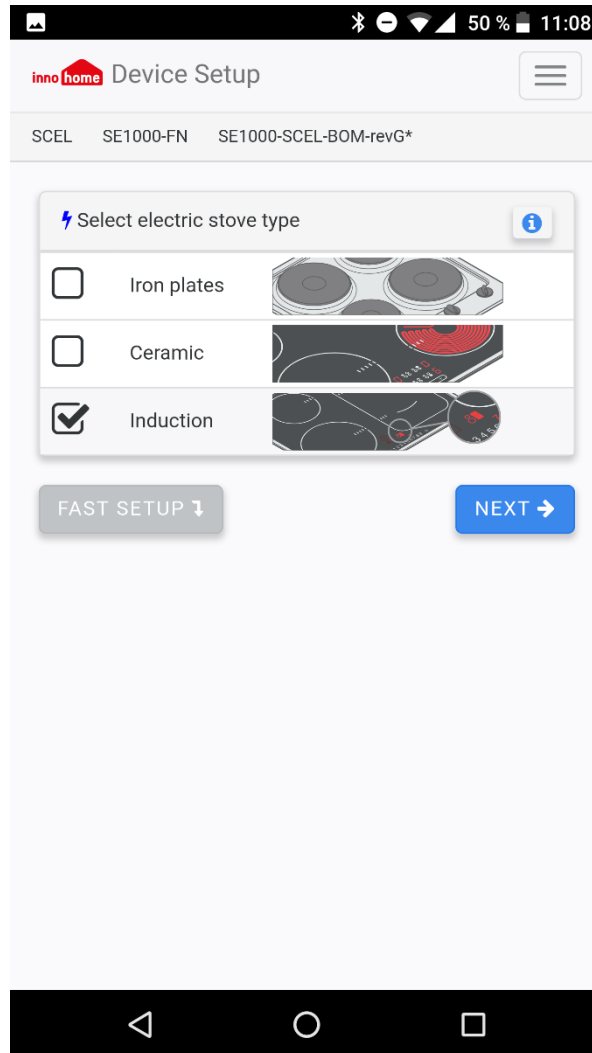 50 % 11:08
inno home Device Setup
SCEL SE1000-FN SE1000-SCEL-BOM-revG*
Select electric stove type
Iron plates
Ceramic
Induction
FAST SETUP
NEXT